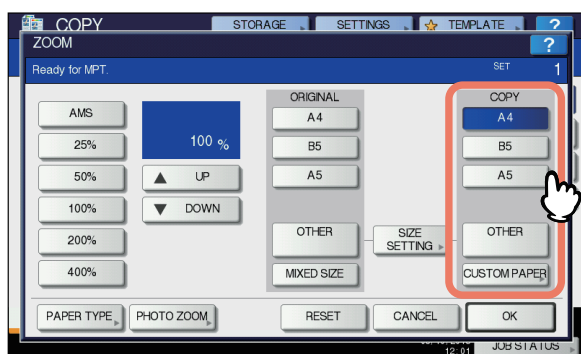 COPY STORAGE SETTINGS TEMPLATE ?
ZOOM ?
Ready for MPT. SET 1
ORIGINAL COPY
AMS A4 A4
25% 100 % B5 B5
50% UP A5 A5
100% DOWN
200% OTHER SIZE SETTING OTHER
400% MIXED SIZE CUSTOM PAPER
PAPER TYPE PHOTO ZOOM RESET CANCEL OK
12:01 JOB STATUS